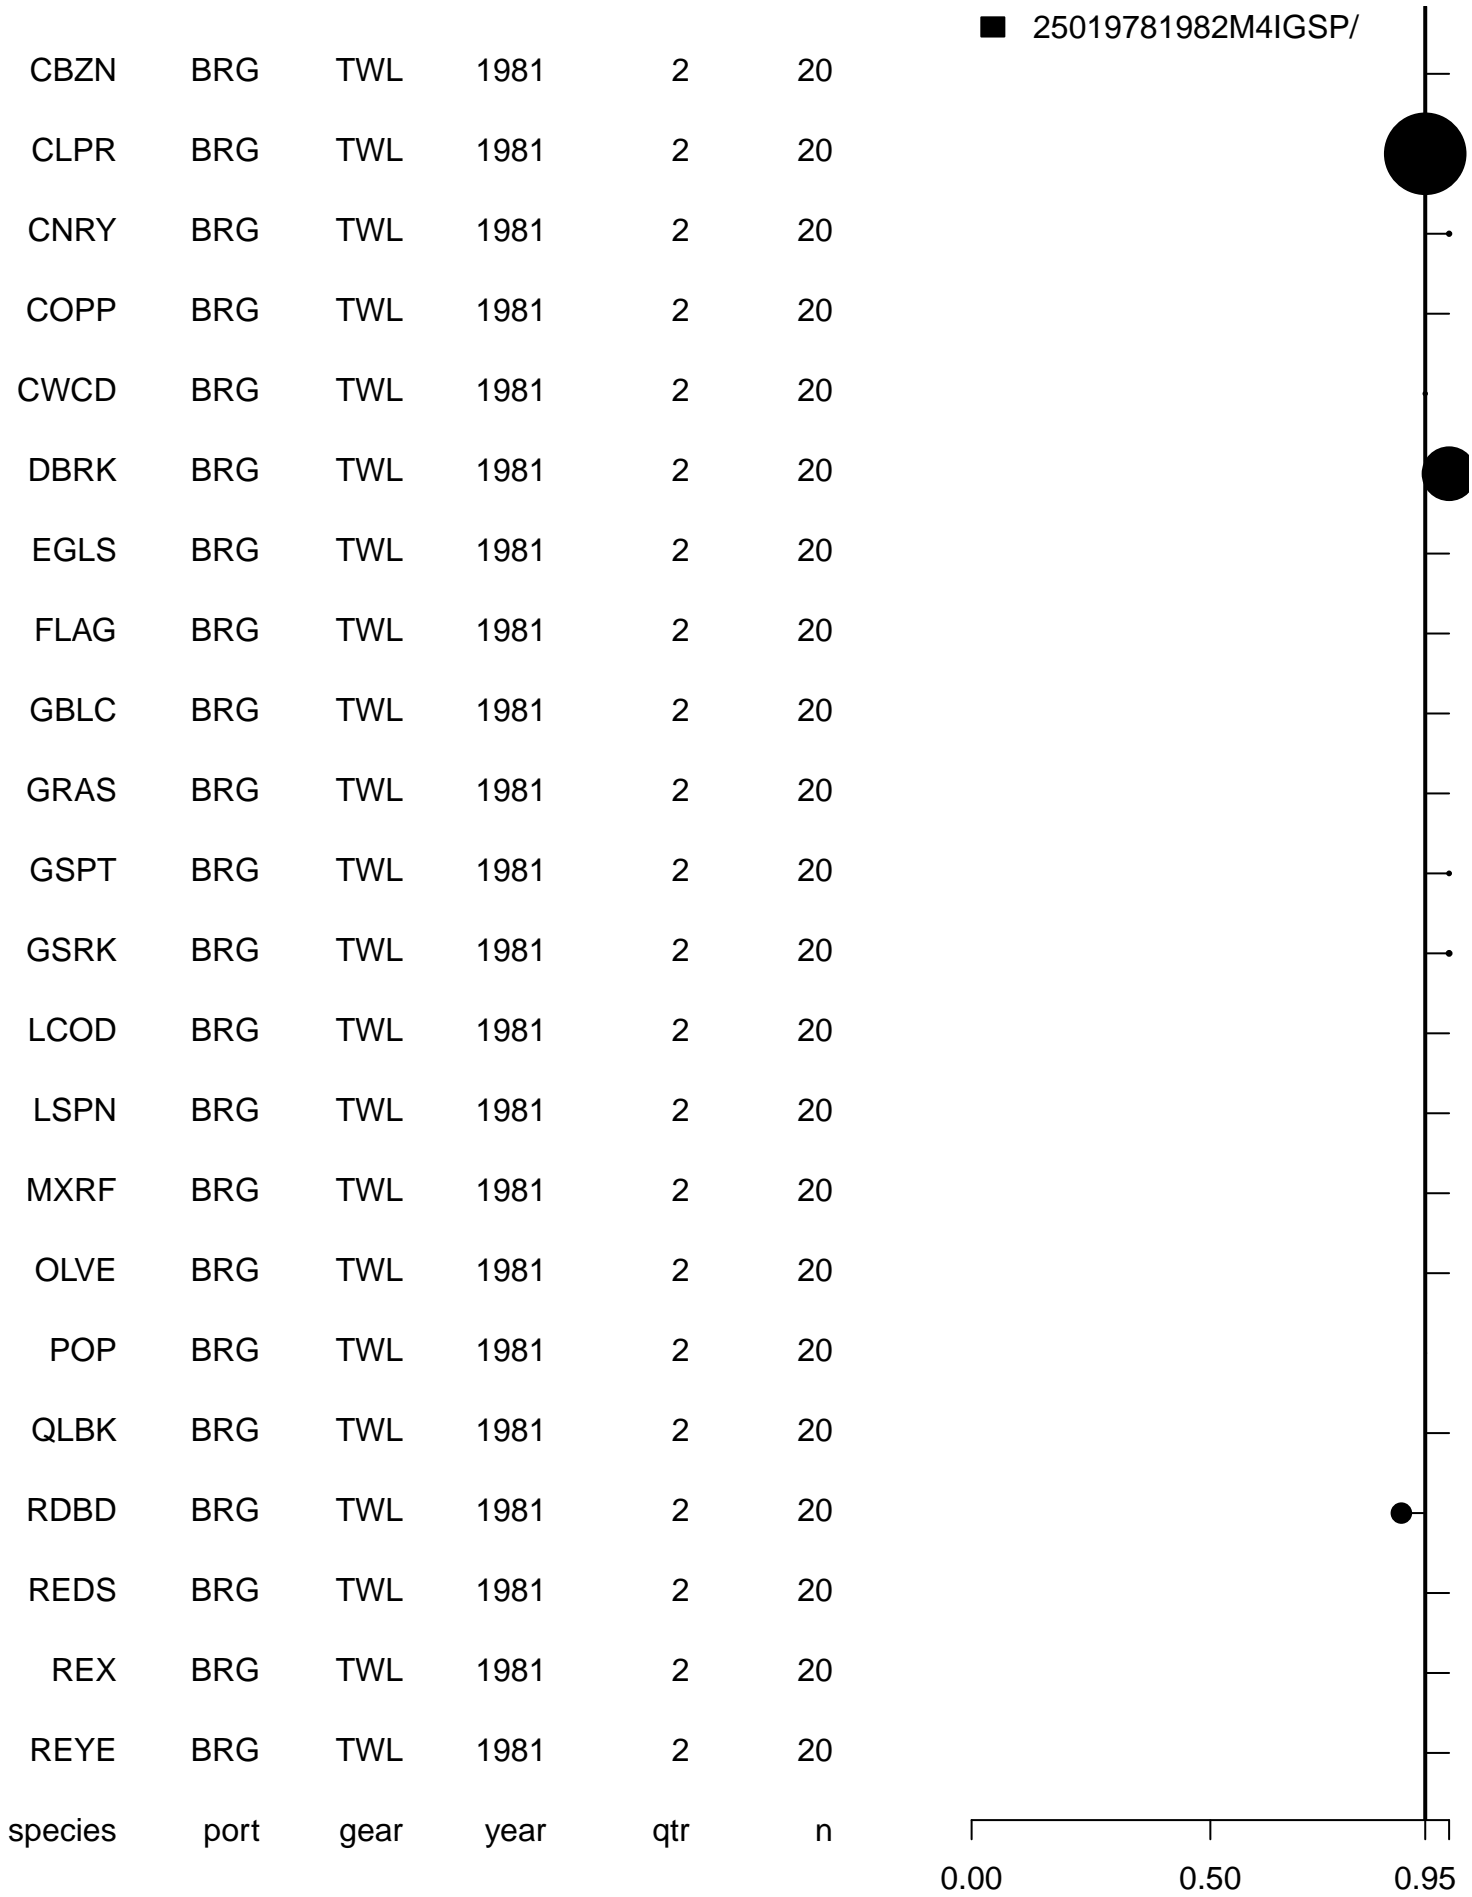 25019781982M4IGSP/
CBZN BRG TWL 1981 2 20
CLPR BRG TWL 1981 2 20
CNRY BRG TWL 1981 2 20
COPP BRG TWL 1981 2 20
CWCD BRG TWL 1981 2 20
DBRK BRG TWL 1981 2 20
EGLS BRG TWL 1981 2 20
FLAG BRG TWL 1981 2 20
GBLC BRG TWL 1981 2 20
GRAS BRG TWL 1981 2 20
GSPT BRG TWL 1981 2 20
GSRK BRG TWL 1981 2 20
LCOD BRG TWL 1981 2 20
LSPN BRG TWL 1981 2 20
MXRF BRG TWL 1981 2 20
OLVE BRG TWL 1981 2 20
POP BRG TWL 1981 2 20
QLBK BRG TWL 1981 2 20
RDBD BRG TWL 1981 2 20
REDS BRG TWL 1981 2 20
REX BRG TWL 1981 2 20
REYE BRG TWL 1981 2 20
species port gear year qtr n
0.00 0.50 0.95